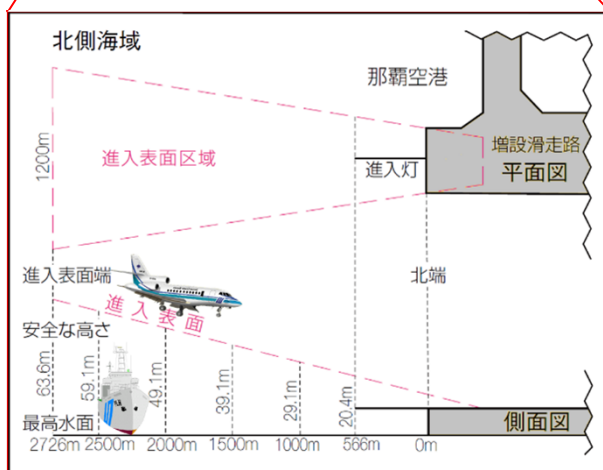 北側海域
那覇空港
1200m
進入表面区域
進入灯
増設滑走路
平面図
進入表面端
北端
進入表面
安全な高さ
63.6m
59.1m
49.1m
39.1m
29.1m
20.4m
最高水面
側面図
2726m 2500m 2000m 1500m 1000m 566m 0m